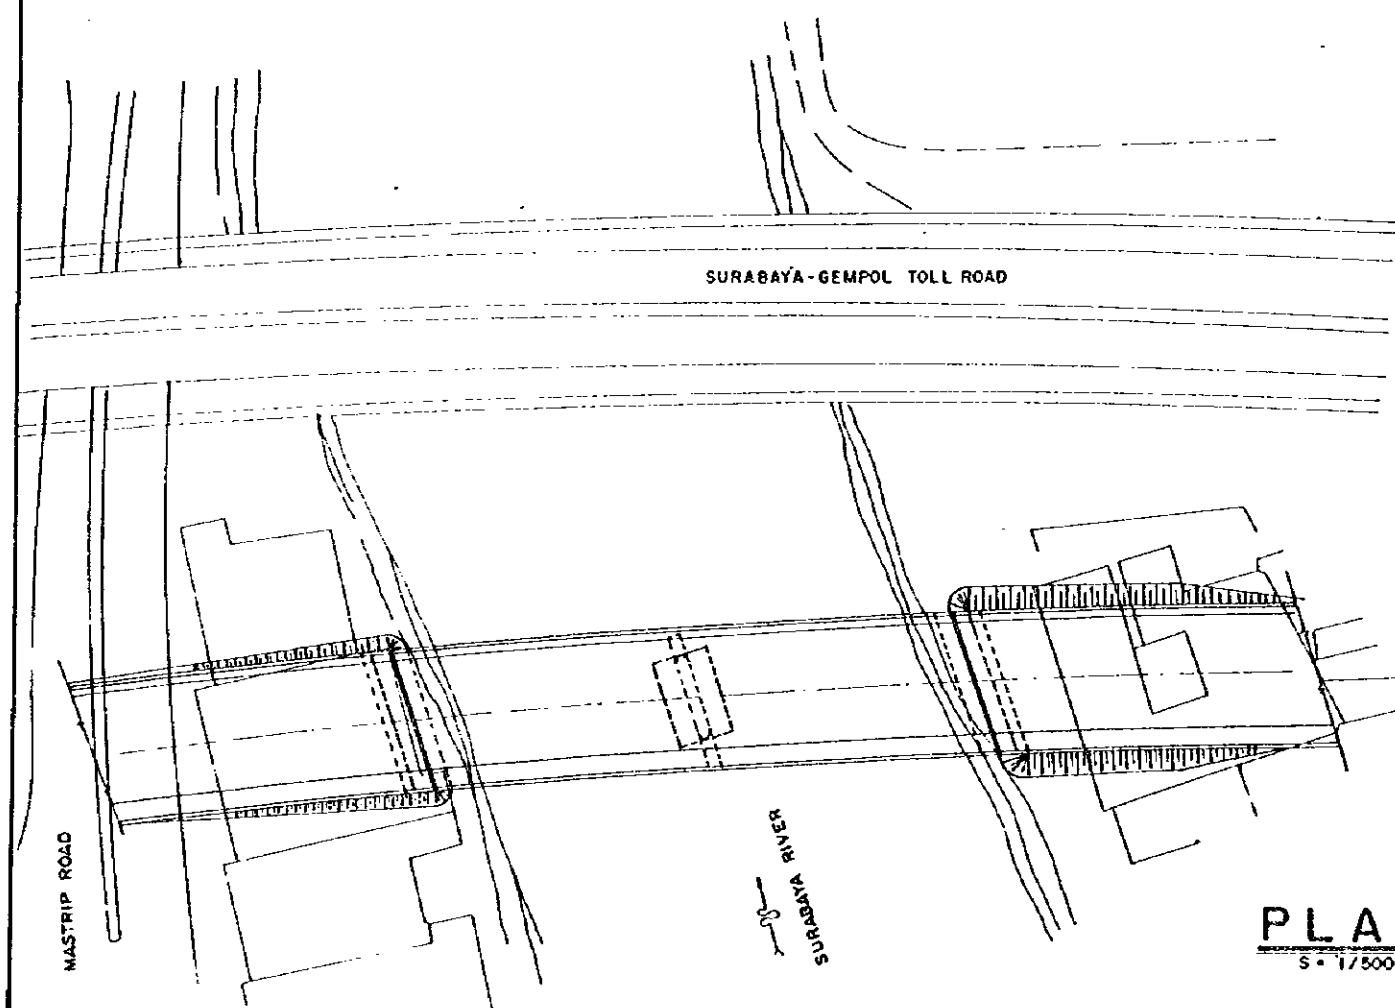 SURABAYA-GEMPOL TOLL ROAD
MASTRIP ROAD
SURABAYA RIVER
PLA
S = 1/500